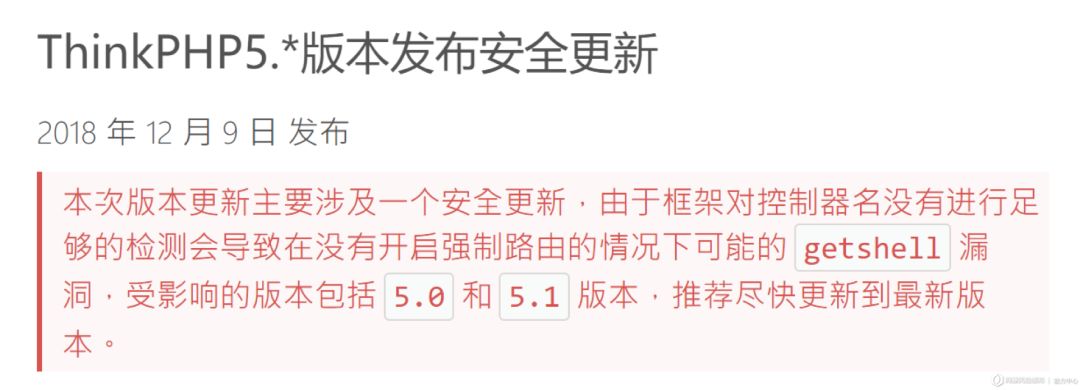 ThinkPHP5.*版本发布安全更新
2018 年 12 月 9 日 发布
本次版本更新主要涉及一个安全更新，由于框架对控制器名没有进行足
够的检测会导致在没有开启强制路由的情况下可能的 getshell 漏
洞，受影响的版本包括 5.0 和 5.1 版本，推荐尽快更新到最新版
本。